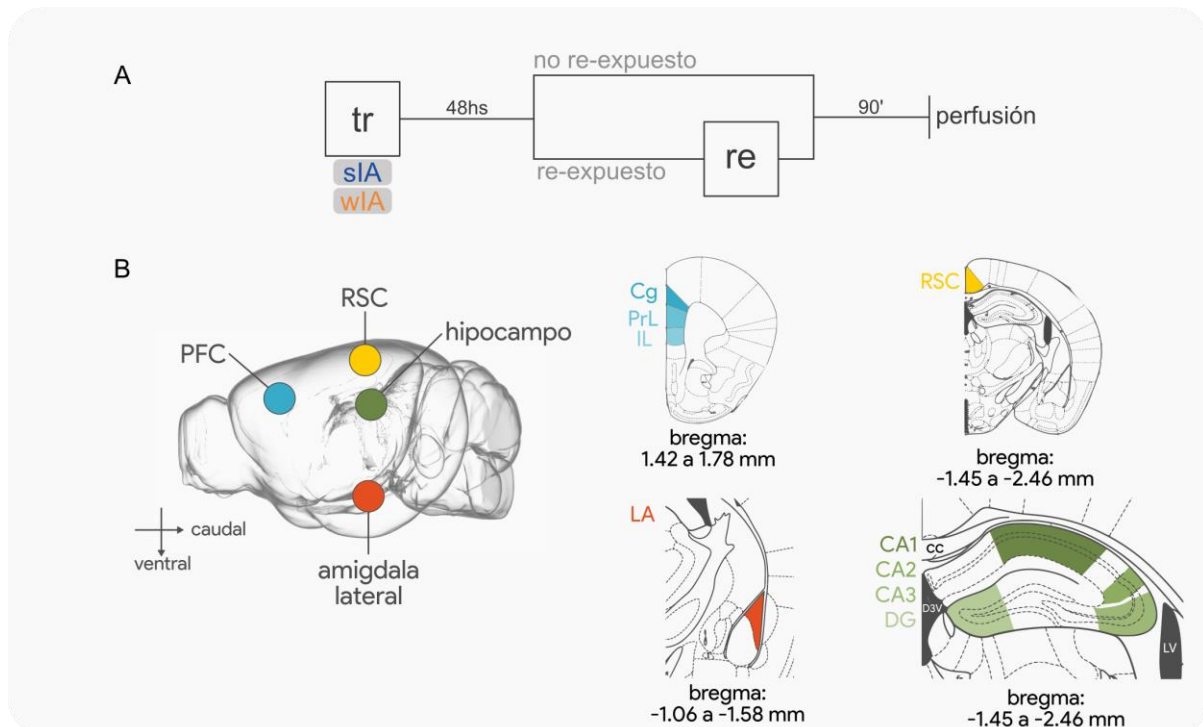 A
tr
sIA
wIA
48hs
no re-expuesto
re-expuesto
re
90'
perfusión
B
RSC
hipocampo
PFC
caudal
ventral
amigdala
lateral
Cg
PrL
IL
bregma:
1.42 a 1.78 mm
RSC
bregma:
-1.45 a -2.46 mm
LA
bregma:
-1.06 a -1.58 mm
CA1
CA2
CA3
DG
cc
D3V
LV
bregma:
-1.45 a -2.46 mm